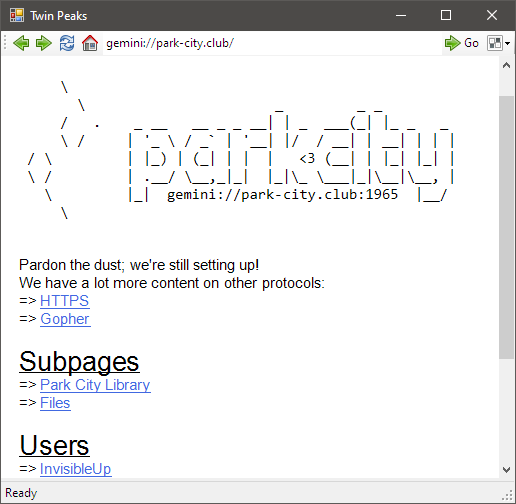 Twin Peaks
gemini://park-city.club/
Go
parkcity
gemini://park-city.club:1965
Pardon the dust; we're still setting up!
We have a lot more content on other protocols:
=> HTTPS
=> Gopher
Subpages
=> Park City Library
=> Files
Users
=> InvisibleUp
Ready